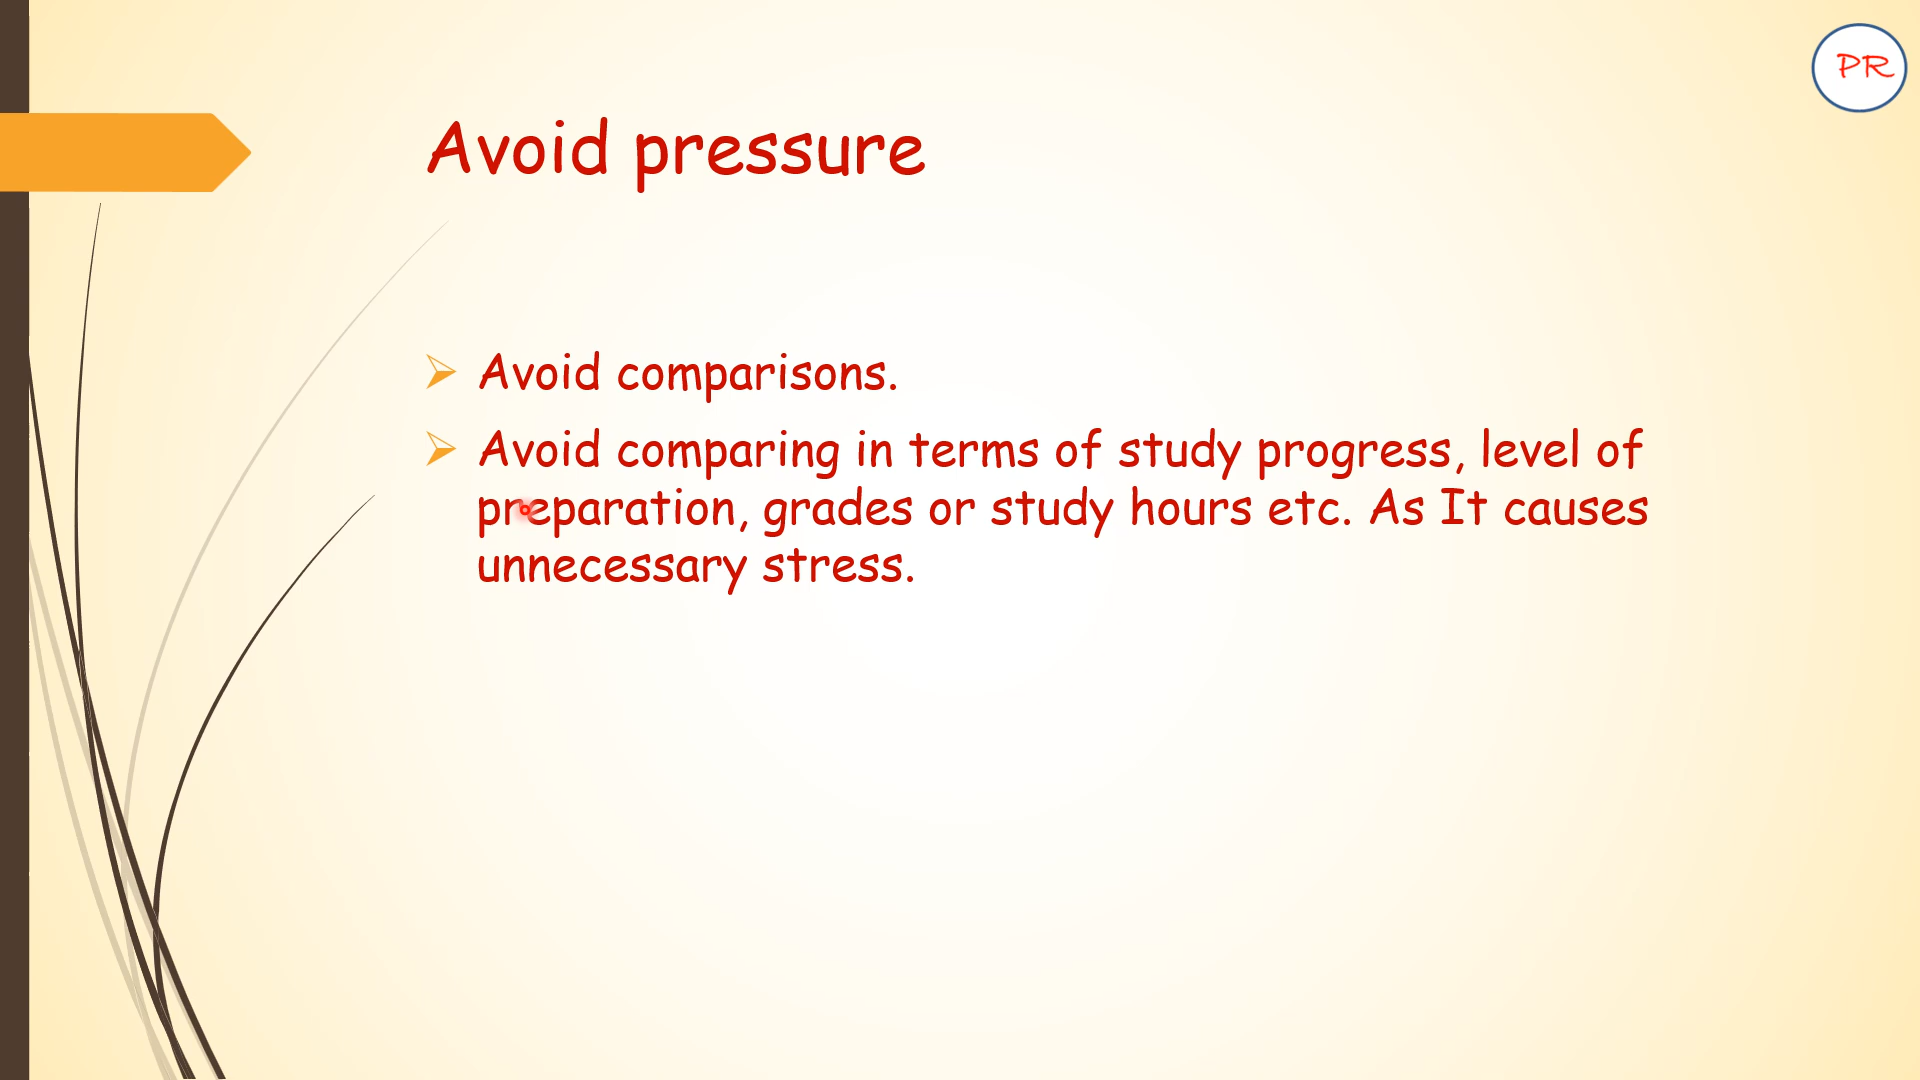 PR
Avoid pressure
Avoid comparisons.
Avoid comparing in terms of study progress, level of
preparation, grades or study hours etc. As It causes
unnecessary stress.